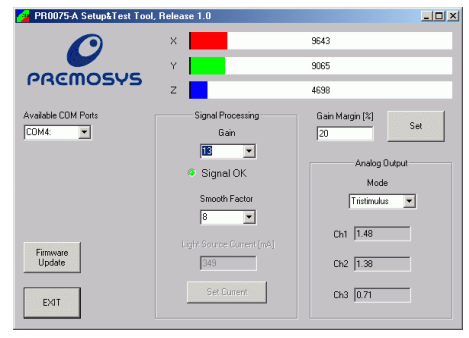 PR0075-A Setup&Test Tool, Release 1.0
X 9643
Y 9065
Z 4698
PREMOSYS
Available COM Ports
COM4:
Signal Processing
Gain
13
Signal OK
Smooth Factor
8
Light Source Current [mA]
349
Set Current
Gain Margin [%]
20
Set
Analog Output
Mode
Tristimulus
Ch1 1.48
Ch2 1.38
Ch3 0.71
Firmware
Update
EXIT